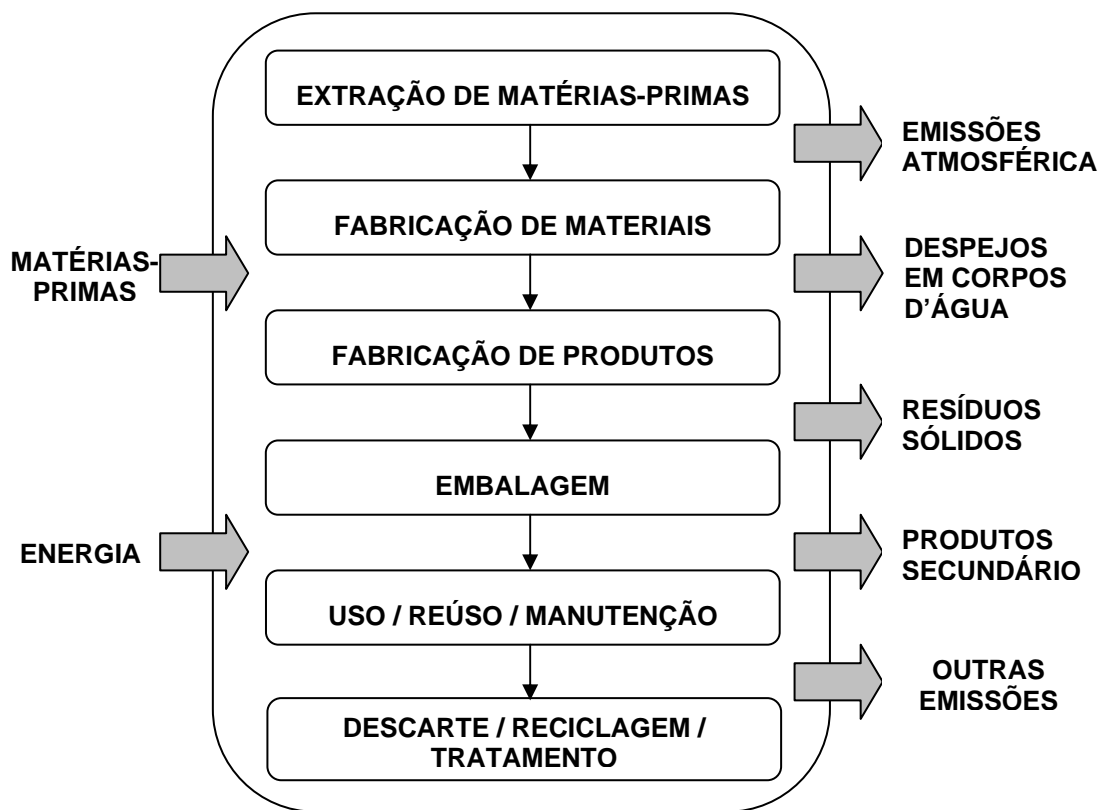 EXTRAÇÃO DE MATÉRIAS-PRIMAS
FABRICAÇÃO DE MATERIAIS
FABRICAÇÃO DE PRODUTOS
EMBALAGEM
USO / REÚSO / MANUTENÇÃO
DESCARTE / RECICLAGEM /
TRATAMENTO
MATÉRIAS-
PRIMAS
ENERGIA
EMISSÕES
ATMOSFÉRICA
DESPEJOS
EM CORPOS
D’ÁGUA
RESÍDUOS
SÓLIDOS
PRODUTOS
SECUNDÁRIO
OUTRAS
EMISSÕES